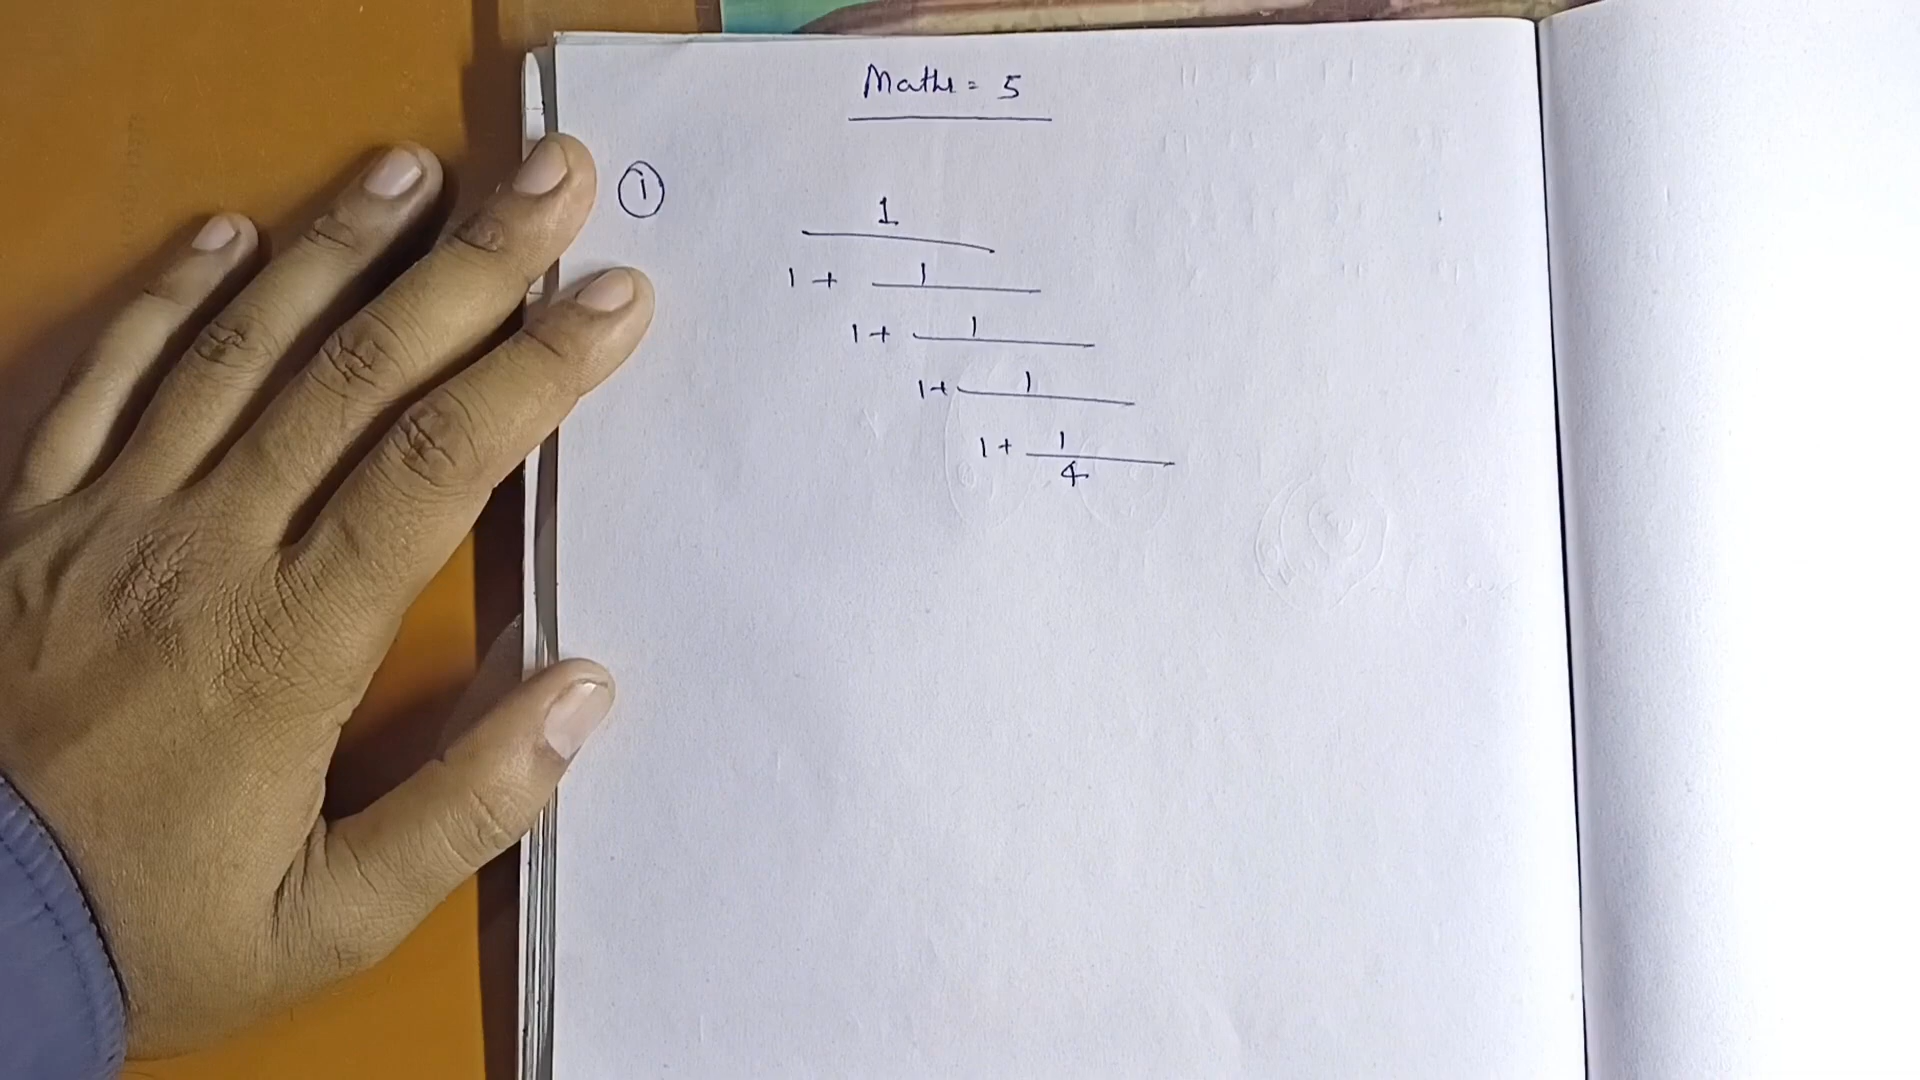 Maths = 5
①
1
1 + 1
1 + 1
1 + 1
1 + 1
4